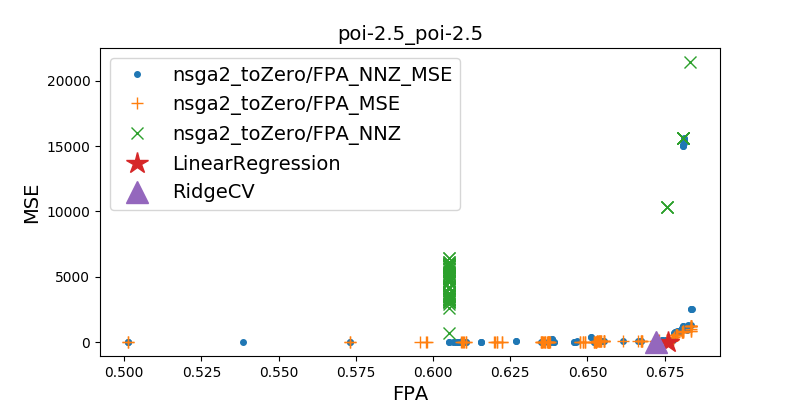 poi-2.5_poi-2.5
nsga2_toZero/FPA_NNZ_MSE
nsga2_toZero/FPA_MSE
nsga2_toZero/FPA_NNZ
LinearRegression
RidgeCV
MSE
20000
15000
10000
5000
0
0.500 0.525 0.550 0.575 0.600 0.625 0.650 0.675
FPA